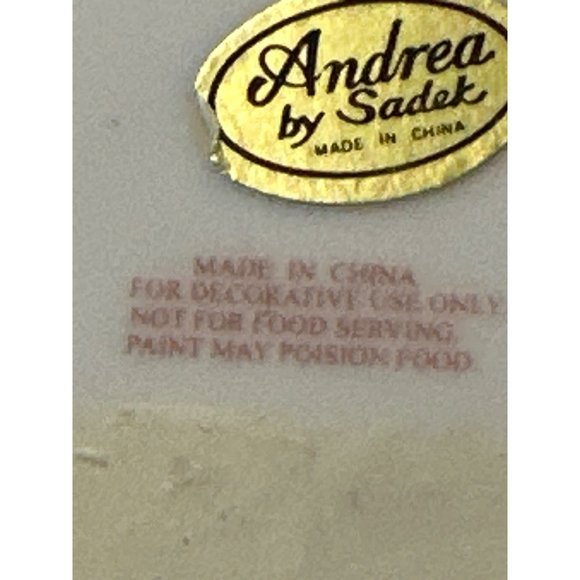 Andrea
by Sadek
MADE IN CHINA
MADE IN CHINA
FOR DECORATIVE USE ONLY
NOT FOR FOOD SERVING
PAINT MAY POISION FOOD